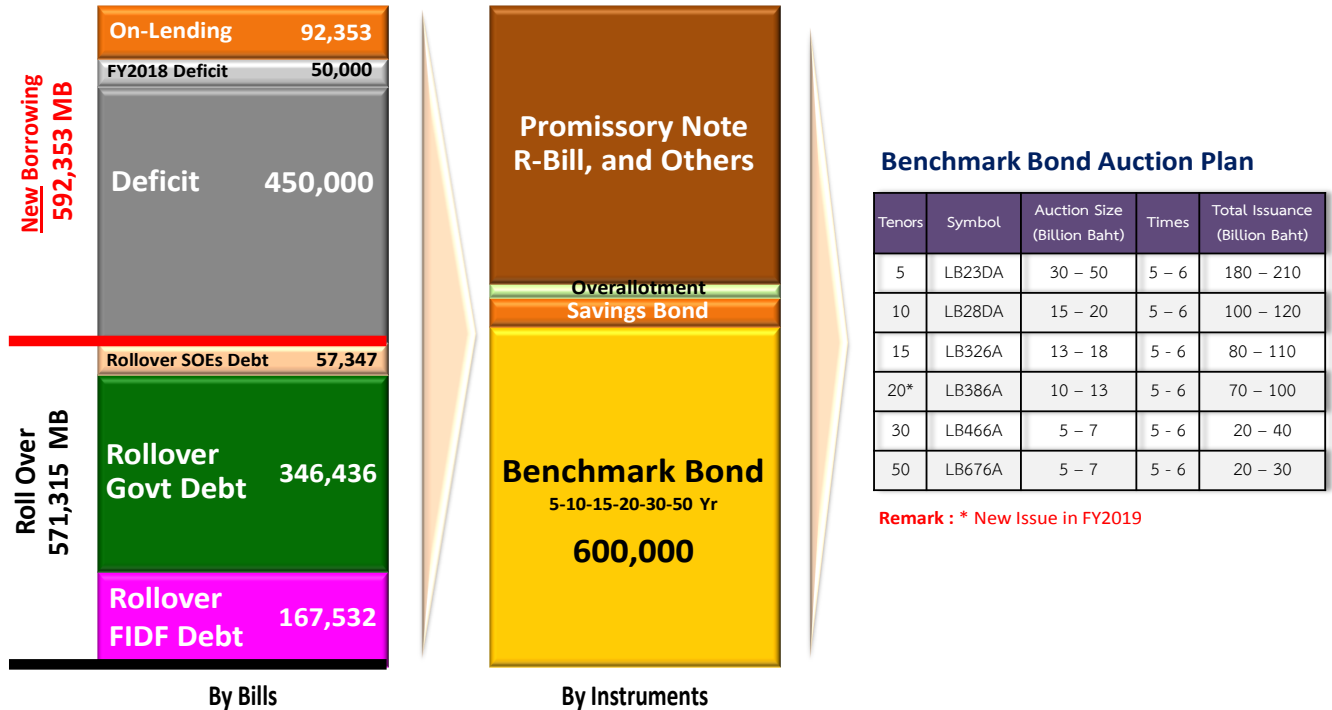 New Borrowing
592,353 MB
Roll Over
571,315 MB
On-Lending 92,353
FY2018 Deficit 50,000
Deficit 450,000
Rollover SOEs Debt 57,347
Rollover
Govt Debt 346,436
Rollover
FIDF Debt 167,532
By Bills
Promissory Note
R-Bill, and Others
Overallotment
Savings Bond
Benchmark Bond
5-10-15-20-30-50 Yr
600,000
By Instruments
Benchmark Bond Auction Plan
Tenors Symbol Auction Size (Billion Baht) Times Total Issuance (Billion Baht)
5 LB23DA 30 – 50 5 – 6 180 – 210
10 LB28DA 15 – 20 5 – 6 100 – 120
15 LB326A 13 – 18 5 - 6 80 – 110
20* LB386A 10 – 13 5 - 6 70 – 100
30 LB466A 5 – 7 5 - 6 20 – 40
50 LB676A 5 – 7 5 - 6 20 – 30
Remark : * New Issue in FY2019